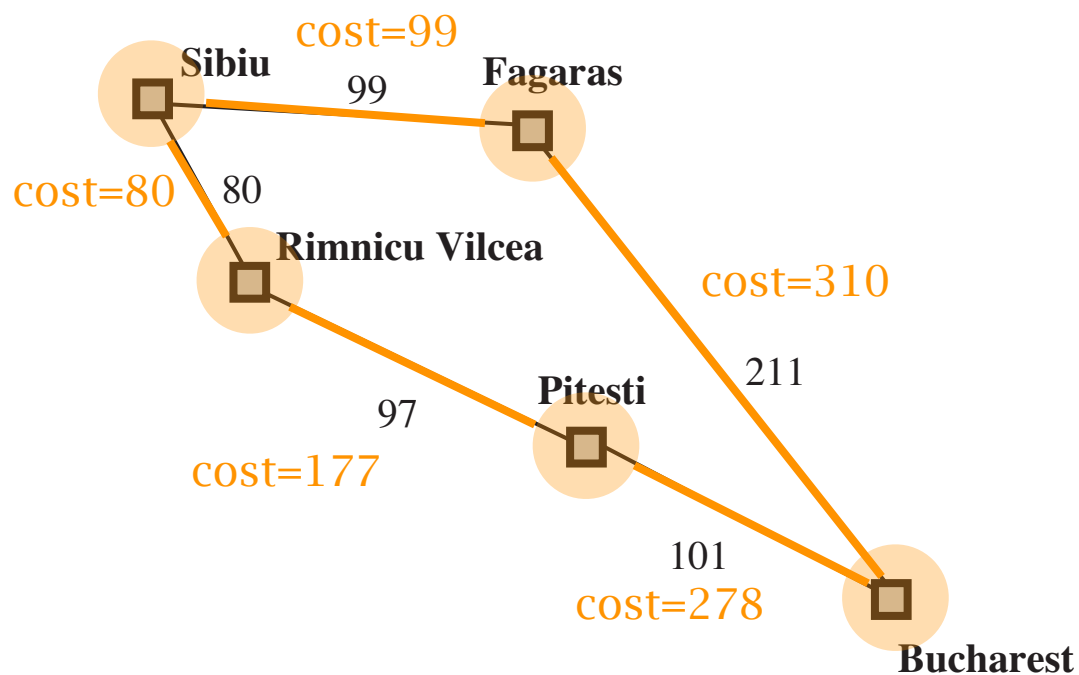 cost=99
Sibiu
Fagaras
99
cost=80
80
Rimnicu Vilcea
cost=310
211
Pitesti
97
cost=177
101
cost=278
Bucharest